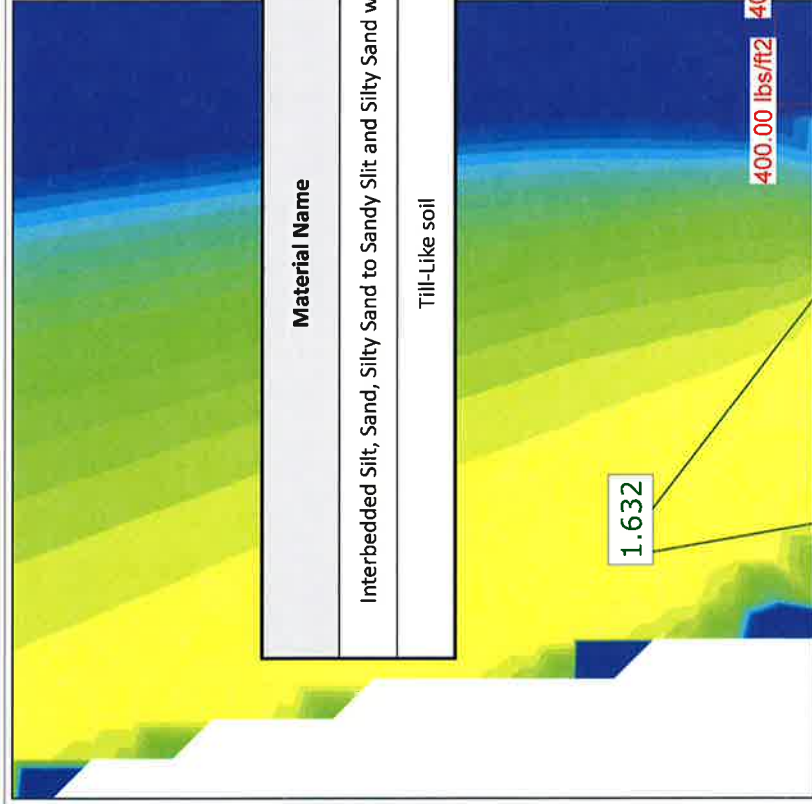 Material Name
Interbedded Silt, Sand, Silty Sand to Sandy Slit and Silty Sand
Till-Like soil
1.632
400.00 lbs/ft2